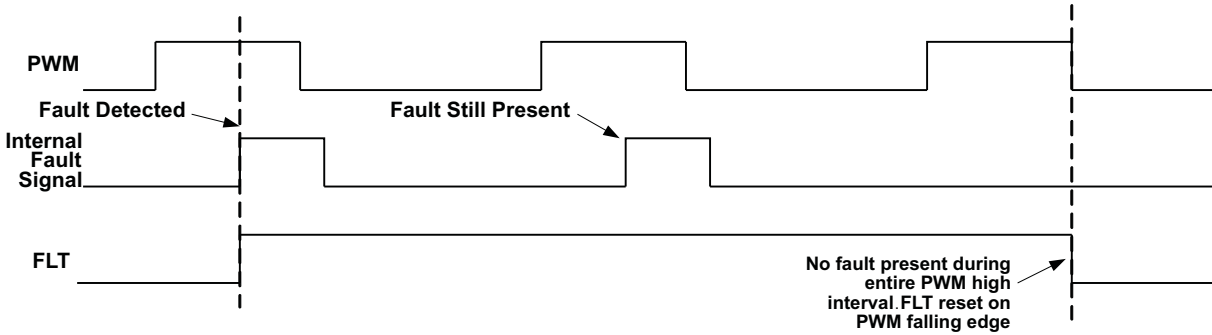 PWM
Fault Detected
Fault Still Present
Internal
Fault
Signal
FLT
No fault present during
entire PWM high
interval.FLT reset on
PWM falling edge